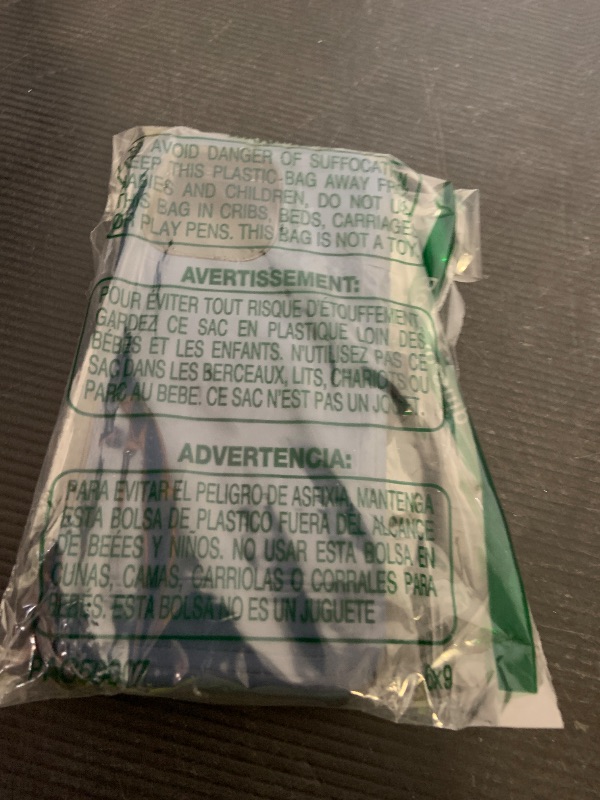 AVOID DANGER OF SUFFOCAT
EEP THIS PLASTIC BAG AWAY FR
ABIES AND CHILDREN, DO NOT US
THIS BAG IN CRIBS, BEDS, CARRIAGE
OR PLAY PENS. THIS BAG IS NOT A TOY.
AVERTISSEMENT:
POUR ÉVITER TOUT RISQUE D'ÉTOUFFEMENT,
GARDEZ CE SAC EN PLASTIQUE LOIN DES
BÉBÉS ET LES ENFANTS. N'UTILISEZ PAS CE
SAC DANS LES BERCEAUX, LITS, CHARIOTS OU
PARC AU BEBE. CE SAC N'EST PAS UN JOUET.
ADVERTENCIA:
PARA EVITAR EL PELIGRO DE ASFIXIA, MANTENGA
ESTA BOLSA DE PLASTICO FUERA DEL ALCANCE
DE BEÉES Y NINOS. NO USAR ESTA BOLSA EN
CUNAS, CAMAS, CARRIOLAS O CORRALES PARA
BEBES. ESTA BOLSA NO ES UN JUGUETE
6X9